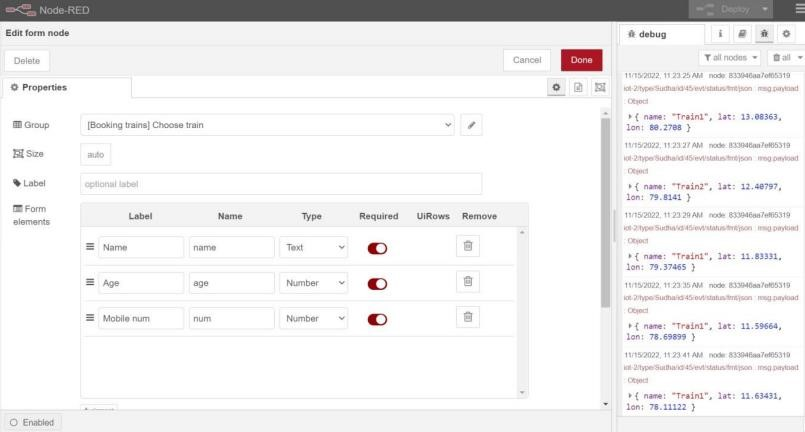 Node-RED
Deploy
Edit form node
Delete
Cancel
Done
Properties
Group
[Booking trains] Choose train
Size
auto
Label
optional label
Form elements
Label Name Type Required UiRows Remove
Name name Text
Age age Number
Mobile num num Number
Enabled
debug
i
all nodes
all
11/15/2022, 11:23:25 AM node: 833946aa7ef65319
iot-2/type/Sudha/id/45/evt/status/fmt/json : msg.payload
: Object
{ name: "Train1", lat: 13.08363,
lon: 80.2708 }
11/15/2022, 11:23:27 AM node: 833946aa7ef65319
iot-2/type/Sudha/id/45/evt/status/fmt/json : msg.payload
: Object
{ name: "Train2", lat: 12.40797,
lon: 79.8141 }
11/15/2022, 11:23:29 AM node: 833946aa7ef65319
iot-2/type/Sudha/id/45/evt/status/fmt/json : msg.payload
: Object
{ name: "Train1", lat: 11.83331,
lon: 79.37465 }
11/15/2022, 11:23:35 AM node: 833946aa7ef65319
iot-2/type/Sudha/id/45/evt/status/fmt/json : msg.payload
: Object
{ name: "Train1", lat: 11.59664,
lon: 78.69899 }
11/15/2022, 11:23:41 AM node: 833946aa7ef65319
iot-2/type/Sudha/id/45/evt/status/fmt/json : msg.payload
: Object
{ name: "Train1", lat: 11.63431,
lon: 78.11122 }